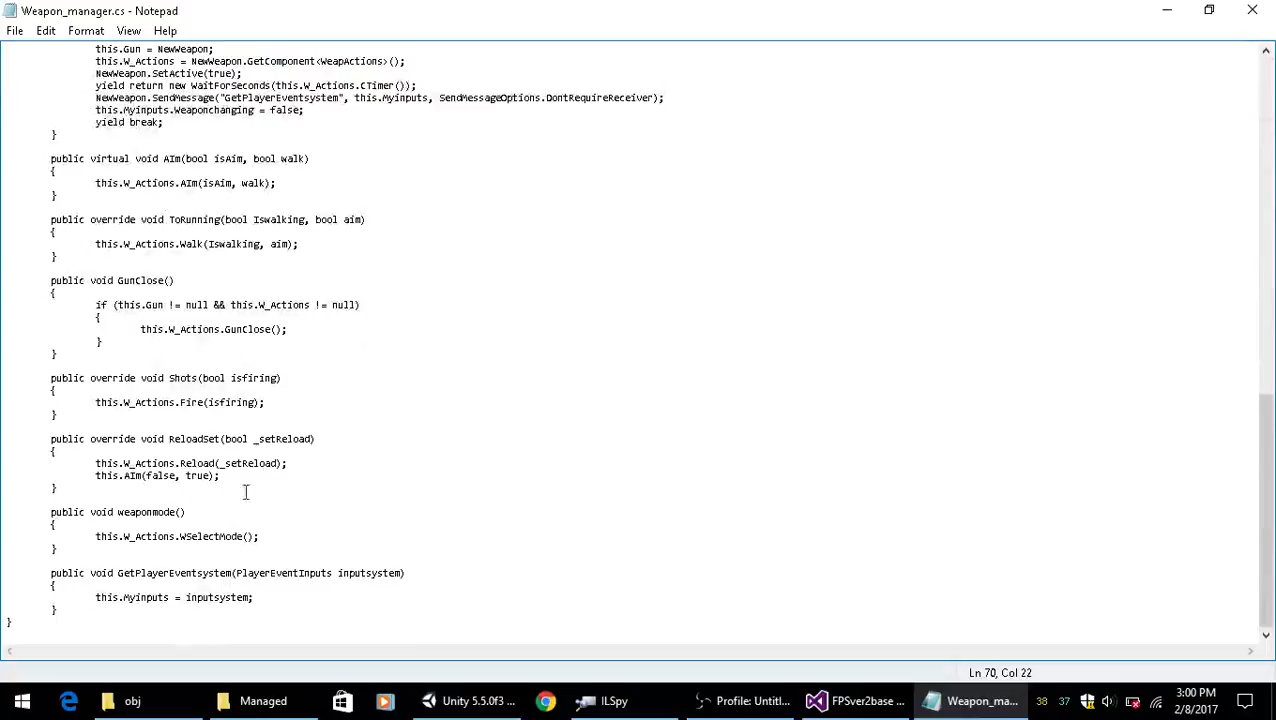 Weapon_manager.cs - Notepad
File Edit Format View Help
this.Gun = NewWeapon;
this.W_Actions = NewWeapon.GetComponent<WeapActions>();
NewWeapon.SetActive(true);
yield return new WaitForSeconds(this.W_Actions.CTimer());
NewWeapon.SendMessage("GetPlayerEventsystem", this.Myinputs, SendMessageOptions.DontRequireReceiver);
this.Myinputs.Weaponchanging = false;
yield break;
}
public virtual void AIm(bool isAim, bool walk)
{
this.W_Actions.AIm(isAim, walk);
}
public override void ToRunning(bool Iswalking, bool aim)
{
this.W_Actions.Walk(Iswalking, aim);
}
public void GunClose()
{
if (this.Gun != null && this.W_Actions != null)
{
this.W_Actions.GunClose();
}
}
public override void Shots(bool isfiring)
{
this.W_Actions.Fire(isfiring);
}
public override void ReloadSet(bool _setReload)
{
this.W_Actions.Reload(_setReload);
this.AIm(false, true);
}
public void weaponmode()
{
this.W_Actions.WSelectMode();
}
public void GetPlayerEventsystem(PlayerEventInputs inputsystem)
{
this.Myinputs = inputsystem;
}
}
Ln 70, Col 22
obj Managed Unity 5.5.0f3 ... ILSpy Profile: Untitl... FPSver2base ... Weapon_ma... 38 37 3:00 PM
2/8/2017